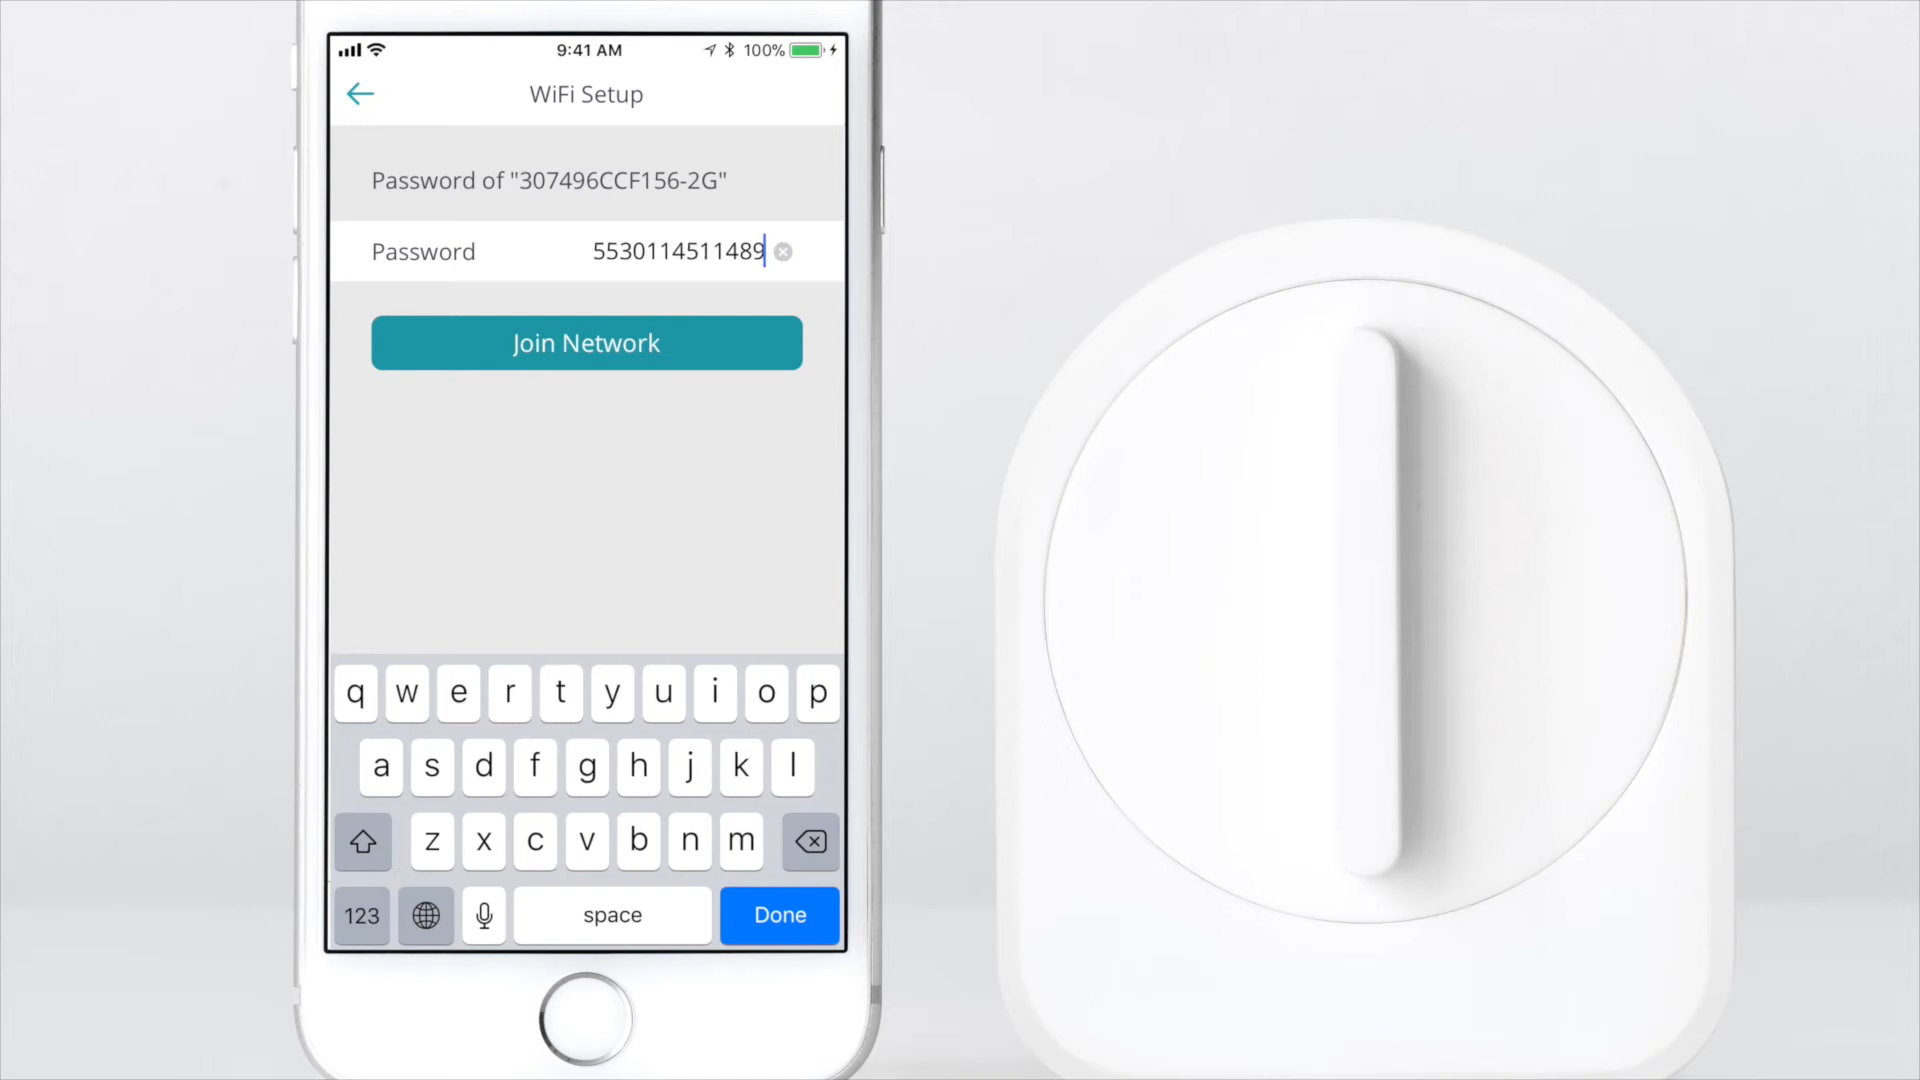 9:41 AM 100%
WiFi Setup
Password of "307496CCF156-2G"
Password 5530114511489
Join Network
q w e r t y u i o p
a s d f g h j k l
z x c v b n m
123 space Done